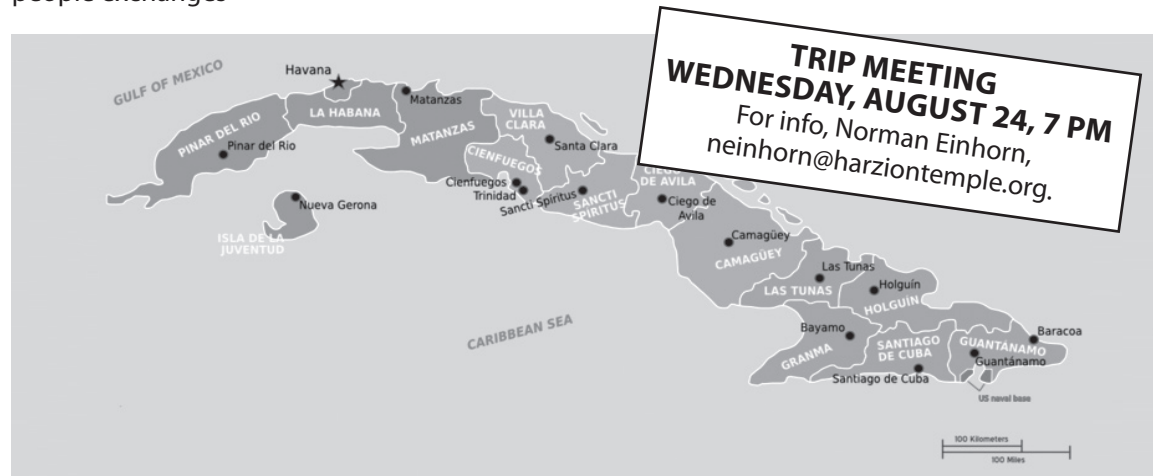 people exchanges
TRIP MEETING
WEDNESDAY, AUGUST 24, 7 PM
For info, Norman Einhorn,
neinhorn@harziontemple.org.
GULF OF MEXICO
Havana
Matanzas
LA HABANA
VILLA
CLARA
PINAR DEL RIO
Pinar del Rio
MATANZAS
Santa Clara
CIENFUEGOS
CIEGO
DE AVILA
Cienfuegos
Trinidad
Sancti Spiritus
SANCTI
SPIRITUS
Ciego de
Avila
Nueva Gerona
ISLA DE LA
JUVENTUD
Camagüey
CAMAGÜEY
Las Tunas
LAS TUNAS
Holguín
HOLGUÍN
CARIBBEAN SEA
Bayamo
GRANMA
SANTIAGO
DE CUBA
GUANTÁNAMO
Baracoa
Guantánamo
Santiago de Cuba
US naval base
100 Kilometers
100 Miles